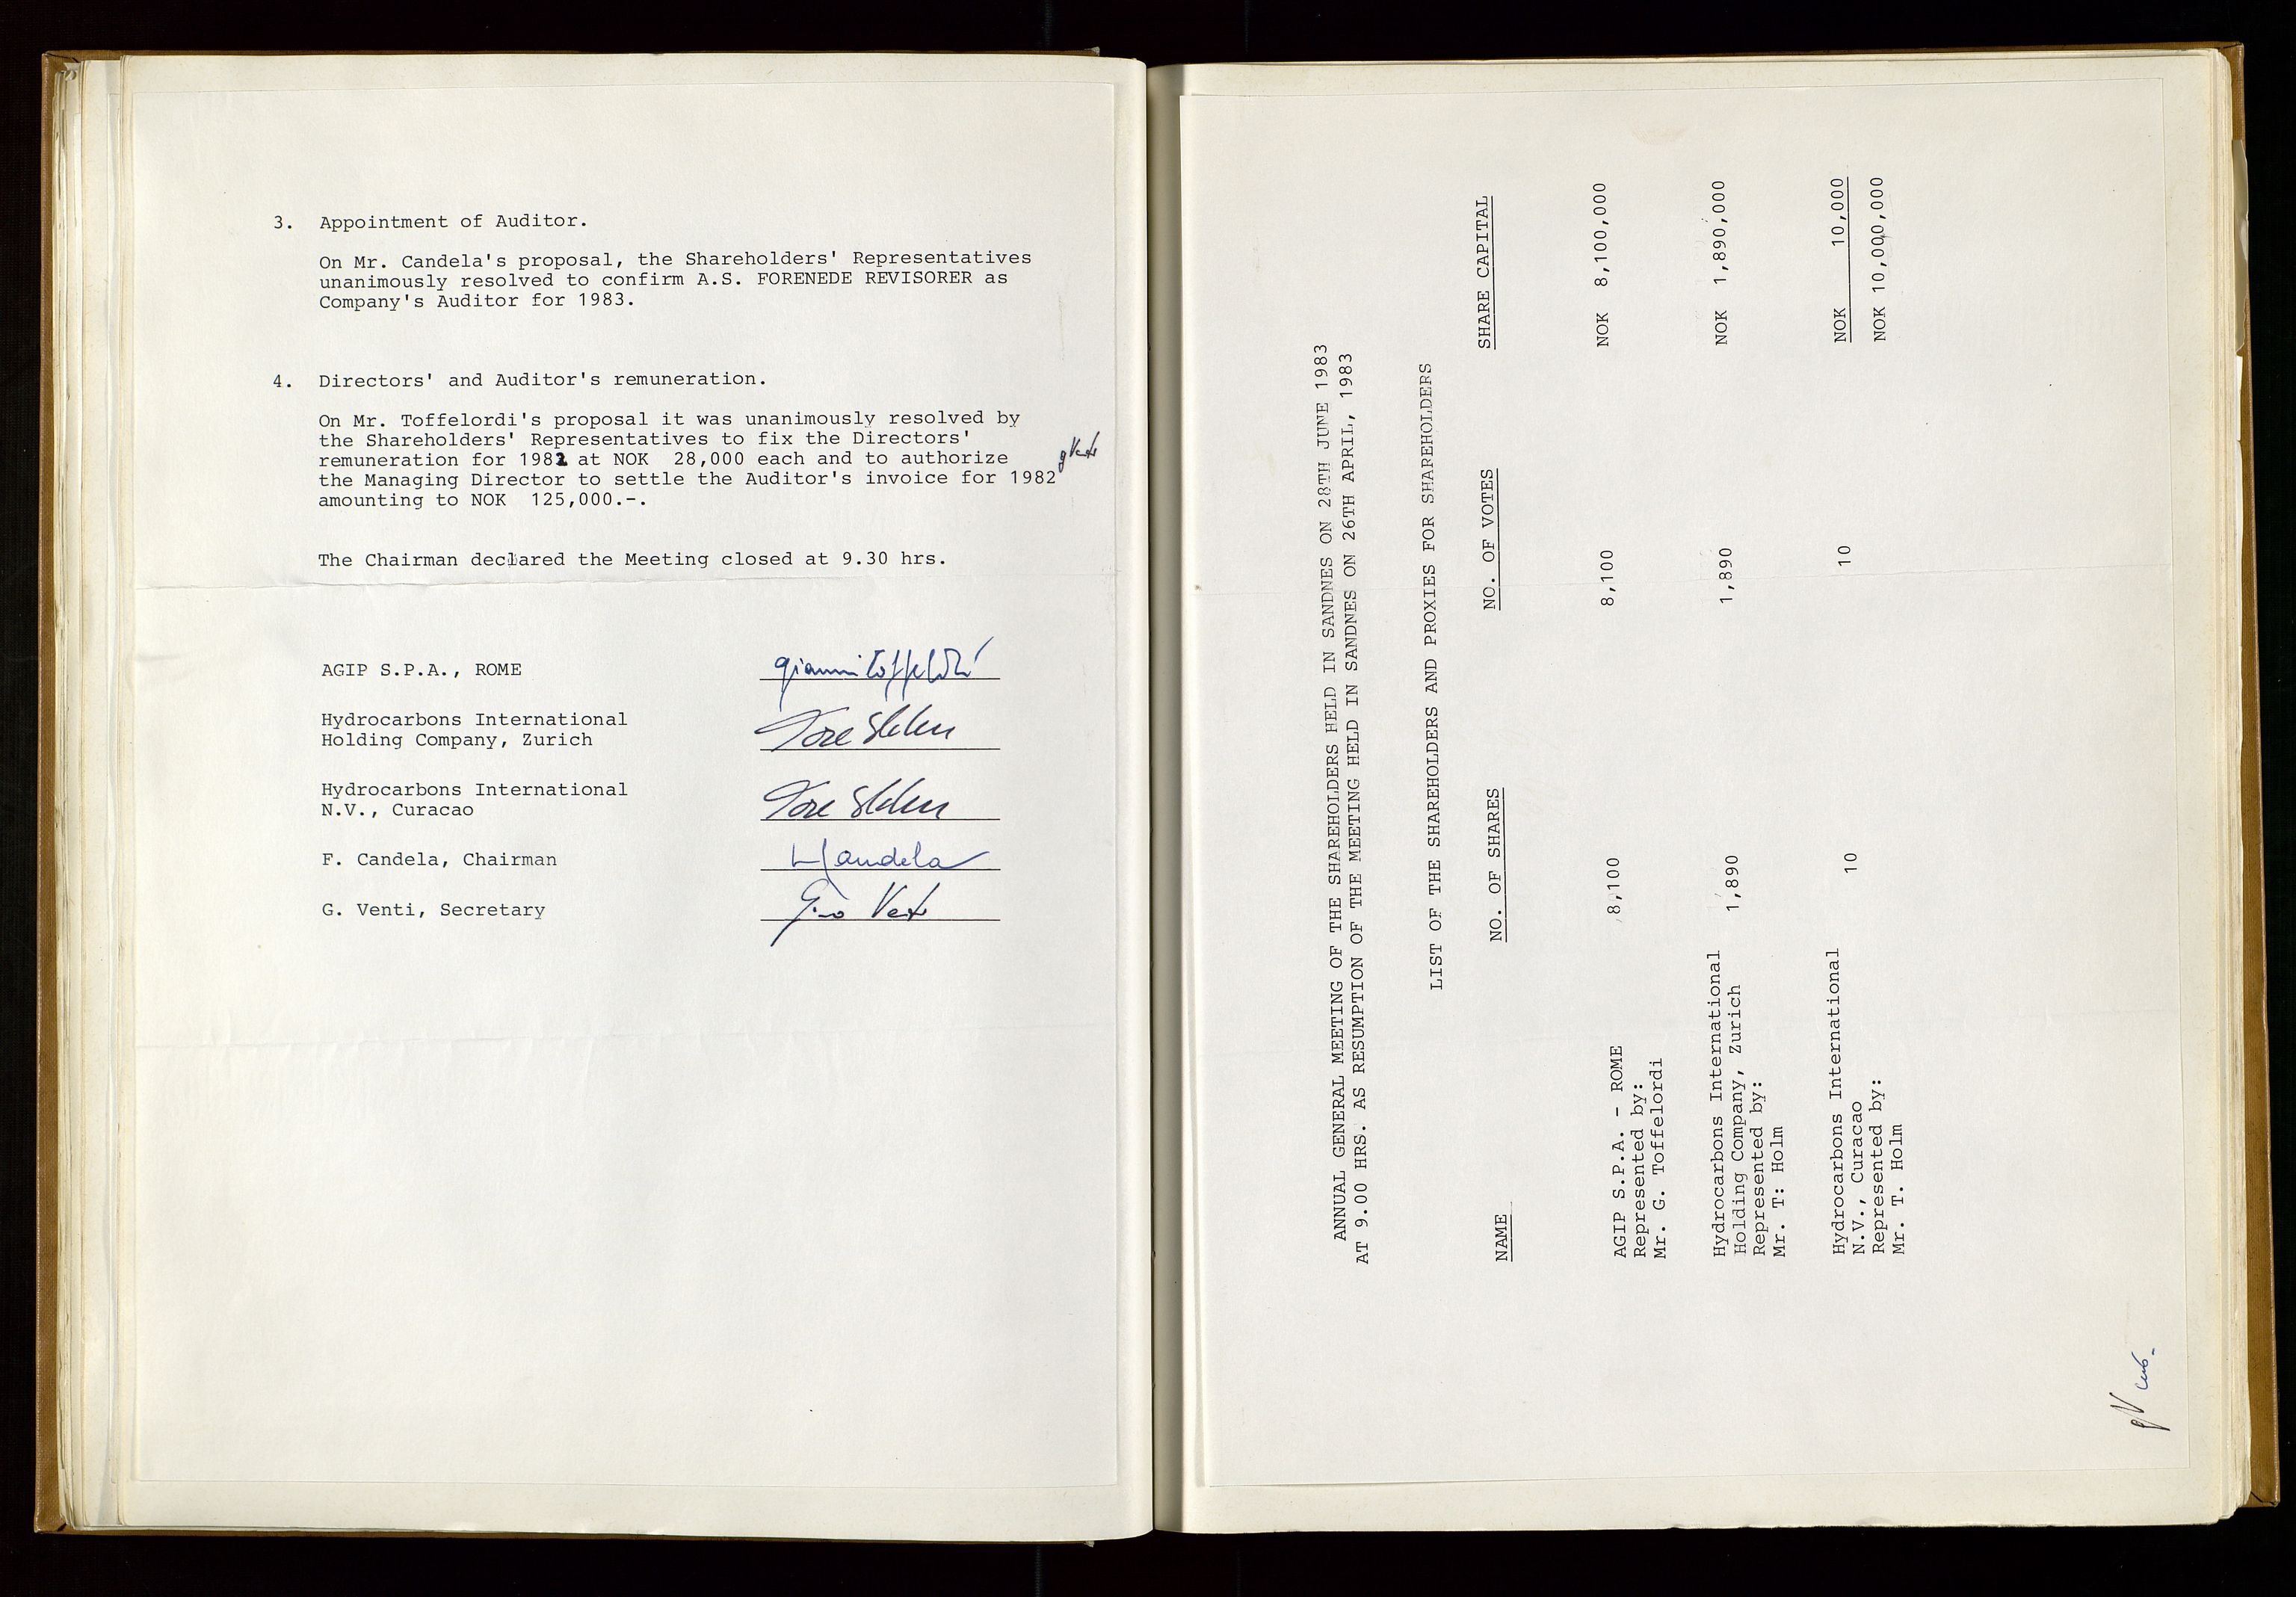 3. Appointment of Auditor.
On Mr. Candela's proposal, the Shareholders' Representatives
unanimously resolved to confirm A.S. FORENEDE REVISORER as
Company's Auditor for 1983.
4. Directors' and Auditor's remuneration.
On Mr. Toffelordi's proposal it was unanimously resolved by
the Shareholders' Representatives to fix the Directors'
remuneration for 1982 at NOK 28,000 each and to authorize
the Managing Director to settle the Auditor's invoice for 1982
amounting to NOK 125,000.-.
The Chairman declared the Meeting closed at 9.30 hrs.
AGIP S.P.A., ROME
Hydrocarbons International
Holding Company, Zurich
Hydrocarbons International
N.V., Curacao
F. Candela, Chairman
G. Venti, Secretary
ANNUAL GENERAL MEETING OF THE SHAREHOLDERS HELD IN SANDNES ON 28TH JUNE 1983
AT 9.00 HRS. AS RESUMPTION OF THE MEETING HELD IN SANDNES ON 26TH APRIL, 1983
LIST OF THE SHAREHOLDERS AND PROXIES FOR SHAREHOLDERS
NAME NO. OF SHARES NO. OF VOTES SHARE CAPITAL
AGIP S.P.A. - ROME 8,100 8,100 NOK 8,100,000
Represented by:
Mr. G. Toffelordi
Hydrocarbons International 1,890 1,890 NOK 1,890,000
Holding Company, Zurich
Represented by:
Mr. T: Holm
Hydrocarbons International 10 10 NOK 10,000
N.V., Curacao
Represented by: NOK 10,000,000
Mr. T. Holm